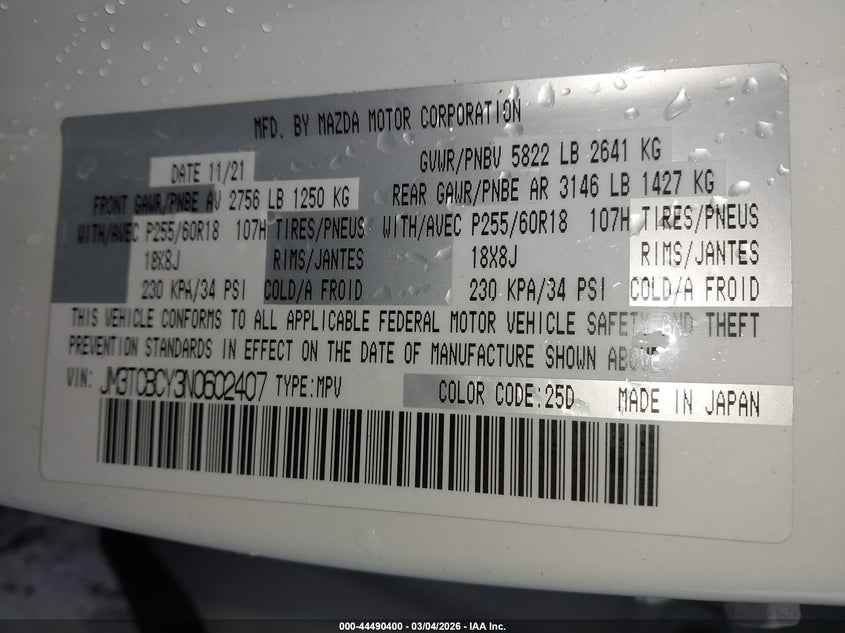 MFD. BY MAZDA MOTOR CORPORATION
DATE 11/21 GVWR/PNBV 5822 LB 2641 KG
FRONT GAWR/PNBE AV 2756 LB 1250 KG REAR GAWR/PNBE AR 3146 LB 1427 KG
WITH/AVEC P255/60R18 107H TIRES/PNEUS WITH/AVEC P255/60R18 107H TIRES/PNEUS
18X8J RIMS/JANTES 18X8J RIMS/JANTES
230 KPA/34 PSI COLD/A FROID 230 KPA/34 PSI COLD/A FROID
THIS VEHICLE CONFORMS TO ALL APPLICABLE FEDERAL MOTOR VEHICLE SAFETY AND THEFT
PREVENTION STANDARDS IN EFFECT ON THE DATE OF MANUFACTURE SHOWN ABOVE.
VIN: JM3TCBCY3N0602407 TYPE:MPV COLOR CODE:25D MADE IN JAPAN
000-44490400 - 03/04/2026 - IAA Inc.